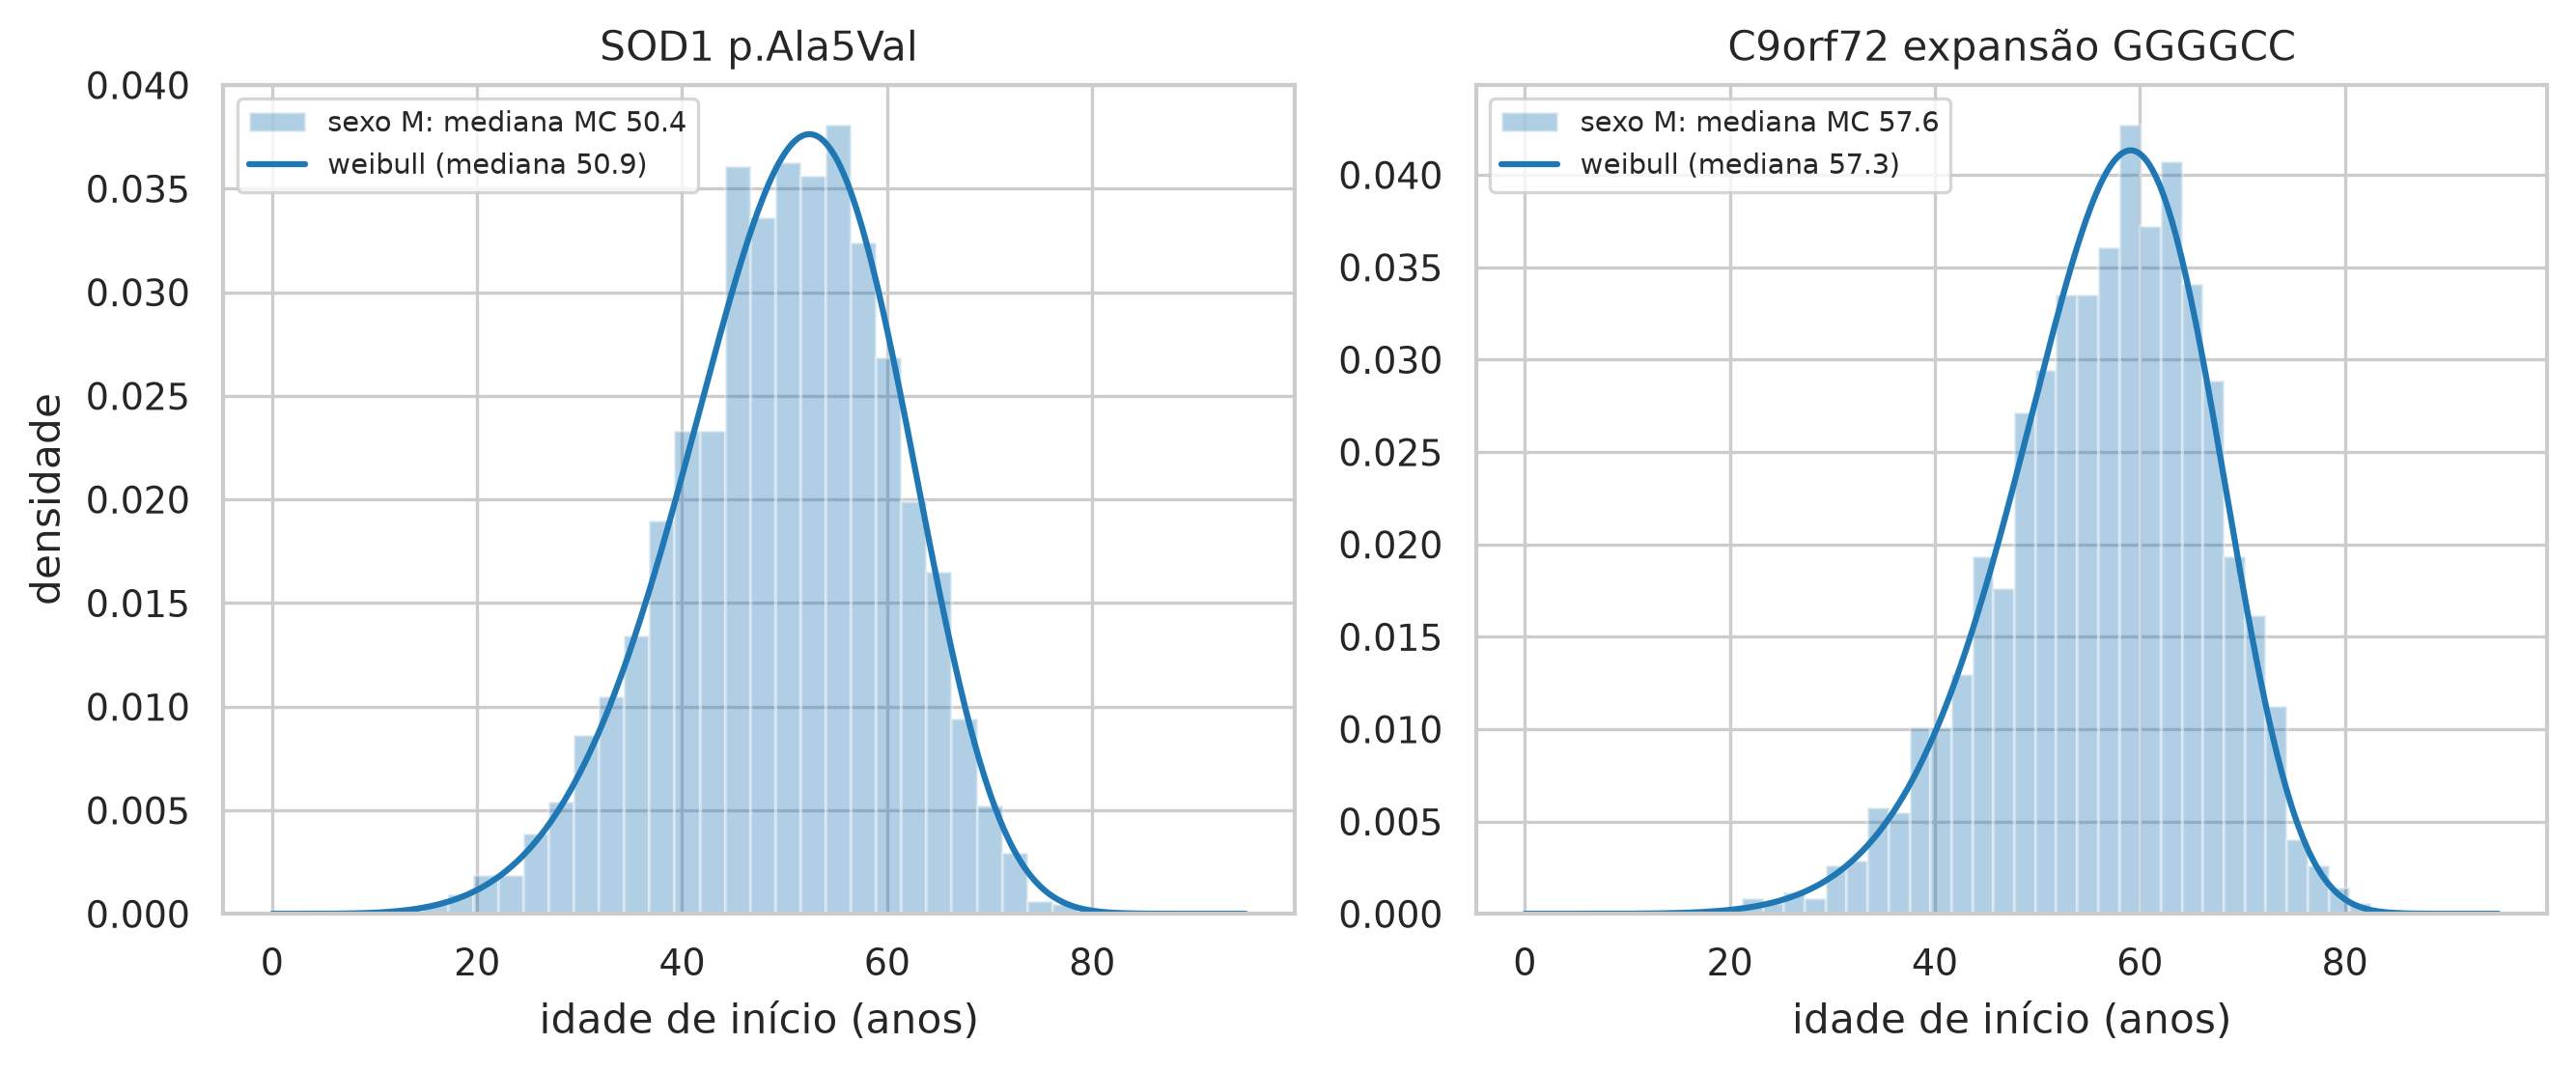 SOD1 p.Ala5Val
sexo M: mediana MC 50.4
weibull (mediana 50.9)
densidade
0.040
0.035
0.030
0.025
0.020
0.015
0.010
0.005
0.000
0 20 40 60 80
idade de início (anos)
C9orf72 expansão GGGGCC
sexo M: mediana MC 57.6
weibull (mediana 57.3)
0.040
0.035
0.030
0.025
0.020
0.015
0.010
0.005
0.000
0 20 40 60 80
idade de início (anos)